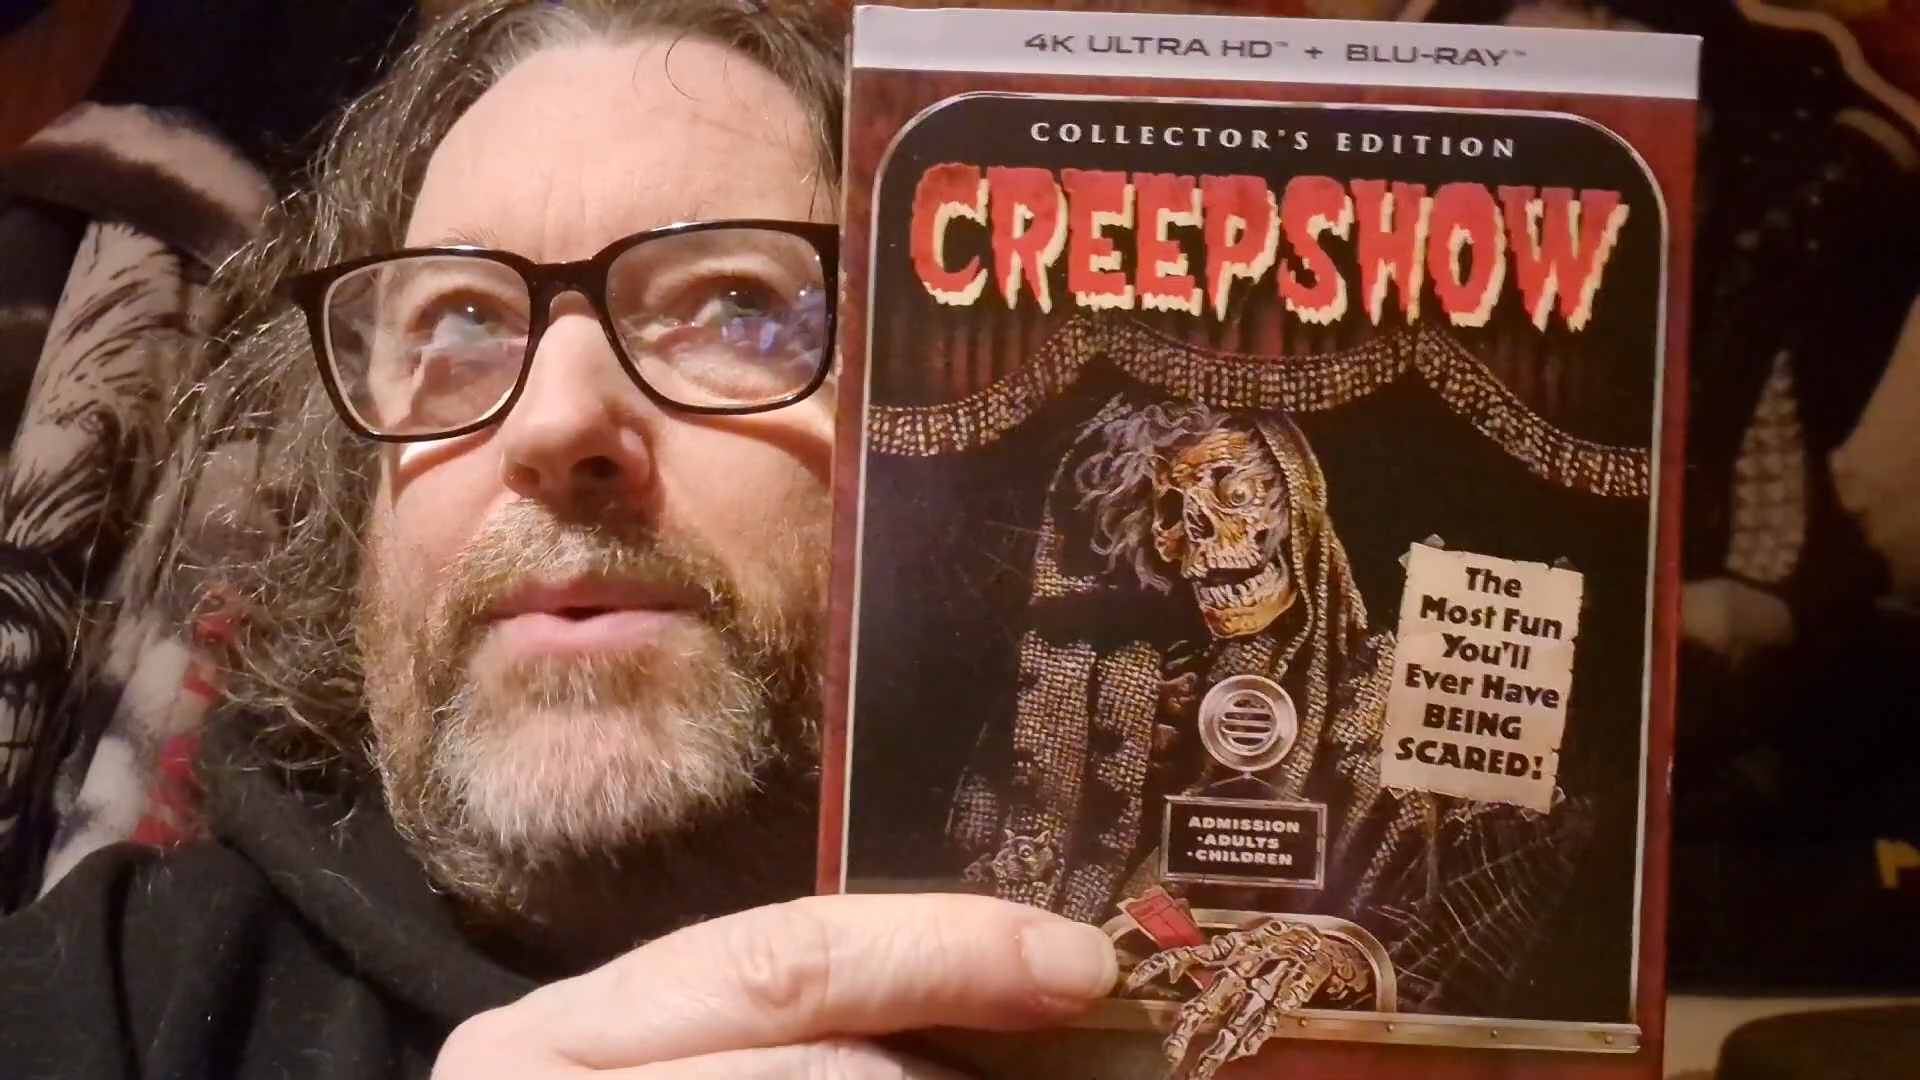 4K ULTRA HD™ + BLU-RAY™
COLLECTOR'S EDITION
CREEPSHOW
The
Most Fun
You'll
Ever Have
BEING
SCARED!
ADMISSION
•ADULTS
•CHILDREN